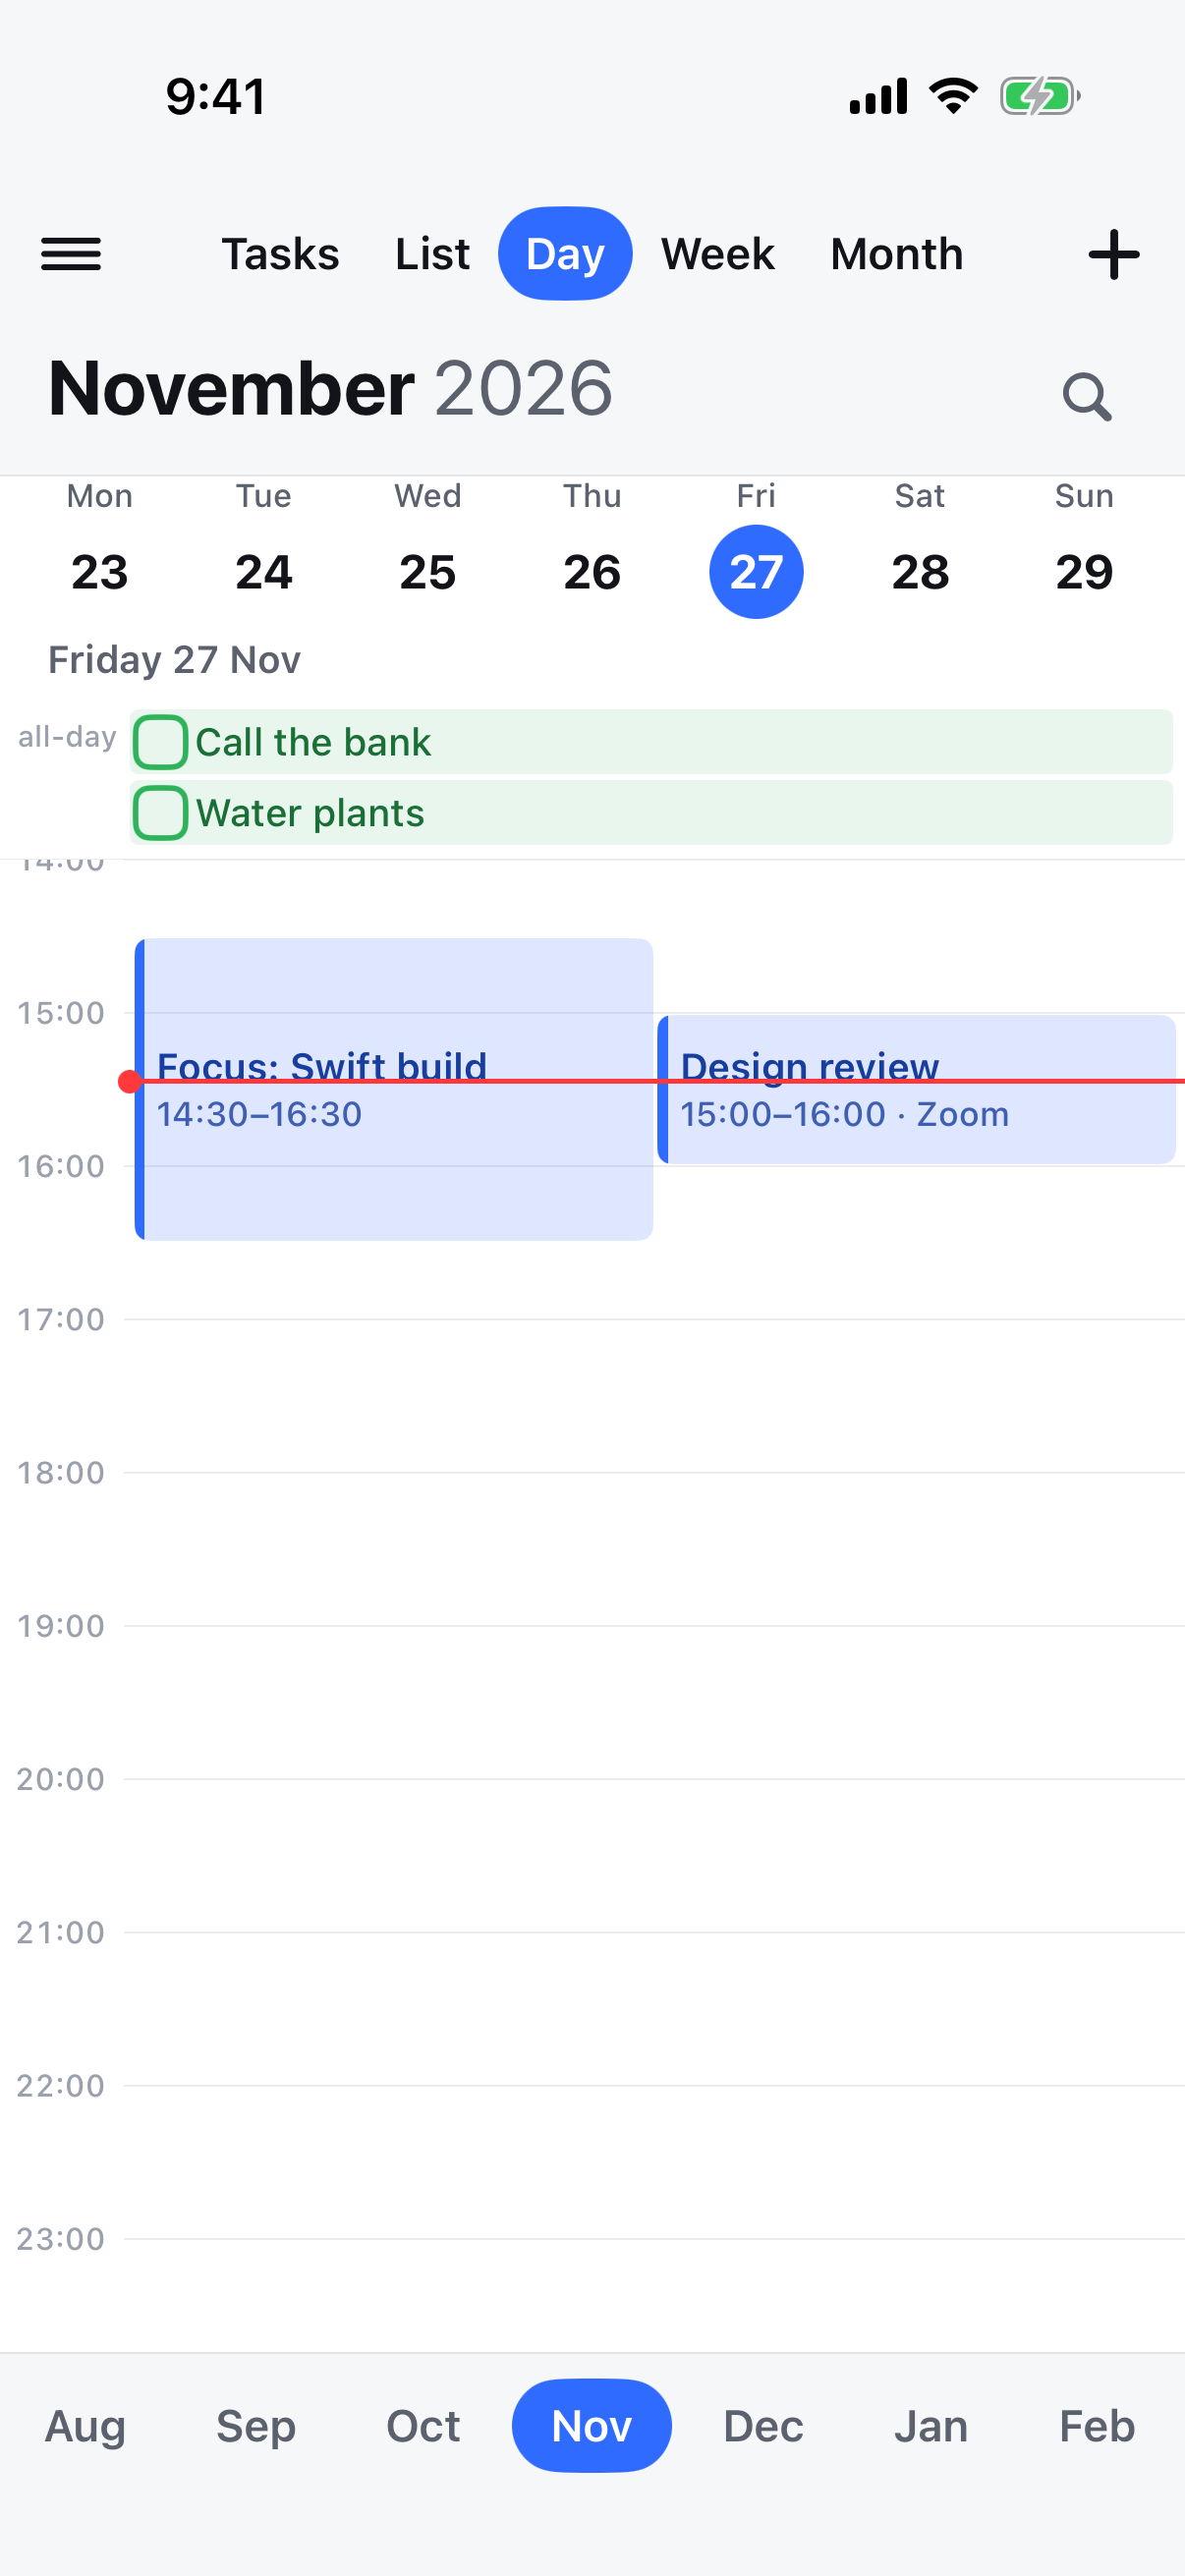 9:41
Tasks List Day Week Month
November 2026
Mon Tue Wed Thu Fri Sat Sun
23 24 25 26 27 28 29
Friday 27 Nov
all-day Call the bank
Water plants
14:00
15:00
Focus: Swift build Design review
14:30–16:30 15:00–16:00 · Zoom
16:00
17:00
18:00
19:00
20:00
21:00
22:00
23:00
Aug Sep Oct Nov Dec Jan Feb